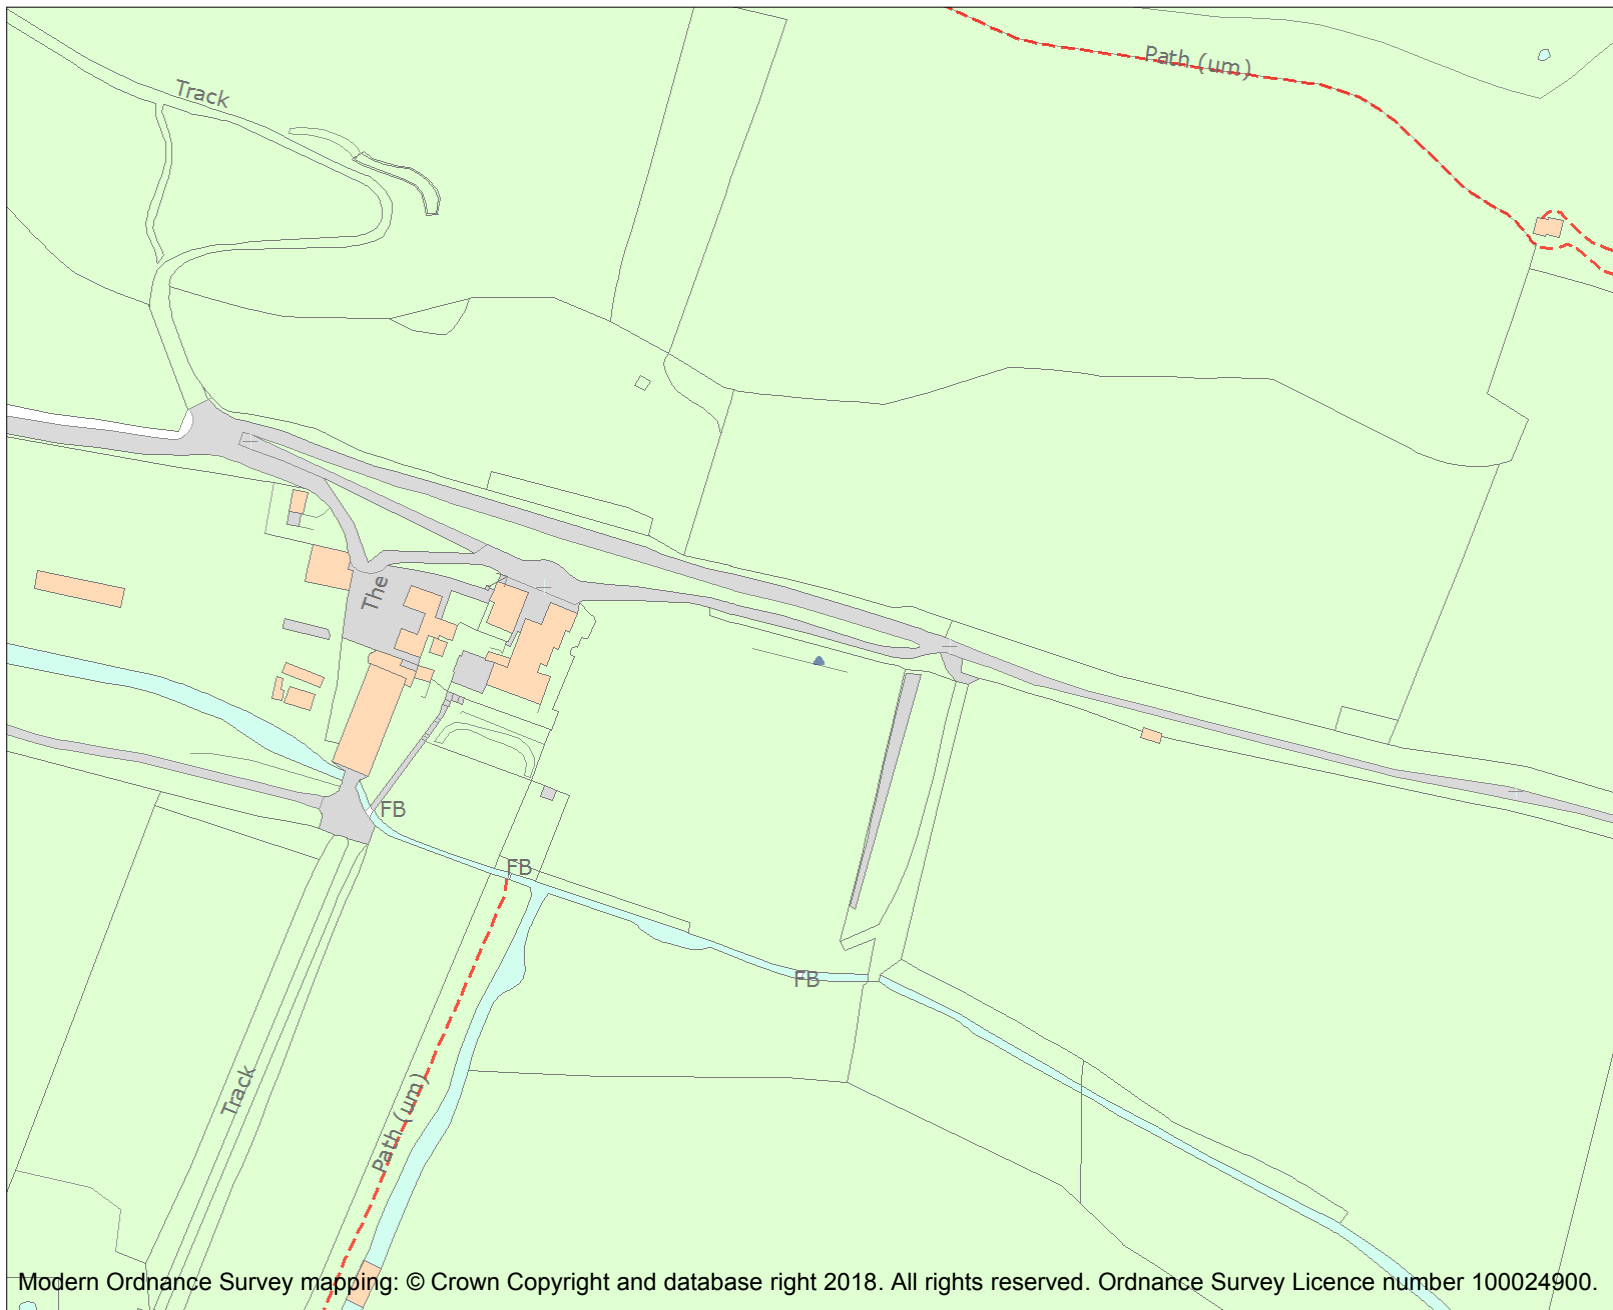 Path (um)
Track
The
FB
FB
FB
Track
Path (um)
Modern Ordnance Survey mapping: © Crown Copyright and database right 2018. All rights reserved. Ordnance Survey Licence number 100024900.